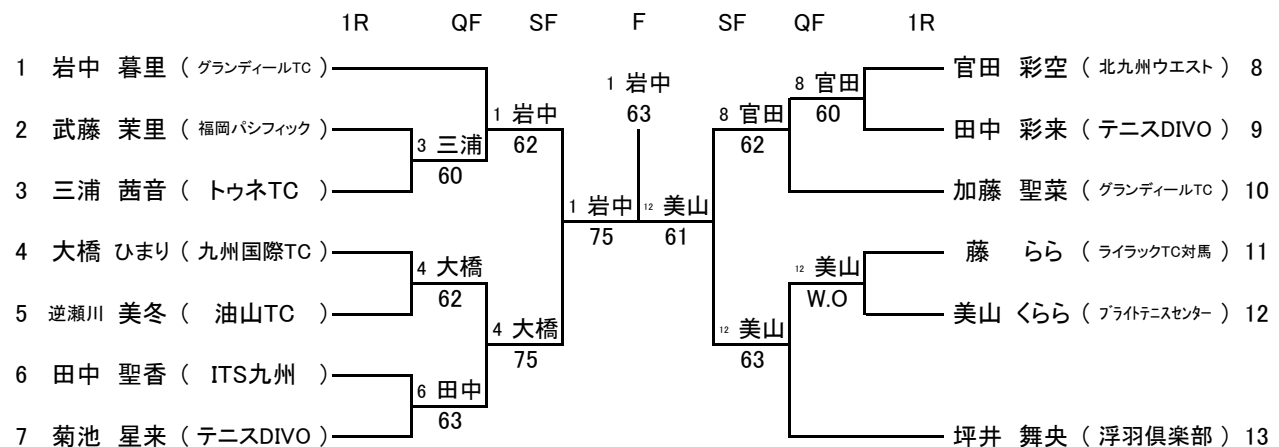 1R QF SF F SF QF 1R
1 岩中 暮里 ( グランディールTC ) 官田 彩空 ( 北九州ウエスト ) 8
1 岩中 8 官田
1 岩中 63 8 官田 60
2 武藤 茉里 ( 福岡パシフィック ) 田中 彩来 ( テニスDIVO ) 9
3 三浦 62 62
60
3 三浦 茜音 ( トゥネTC ) 加藤 聖菜 ( グランディールTC ) 10
1 岩中 12 美山
75 61
4 大橋 ひまり ( 九州国際TC ) 藤 らら ( ライラックTC対馬 ) 11
4 大橋 12 美山
62 W.O
5 逆瀬川 美冬 ( 油山TC ) 美山 くらら ( ブライトテニスセンター ) 12
4 大橋 12 美山
75 63
6 田中 聖香 ( ITS九州 )
6 田中
63
7 菊池 星来 ( テニスDIVO ) 坪井 舞央 ( 浮羽倶楽部 ) 13